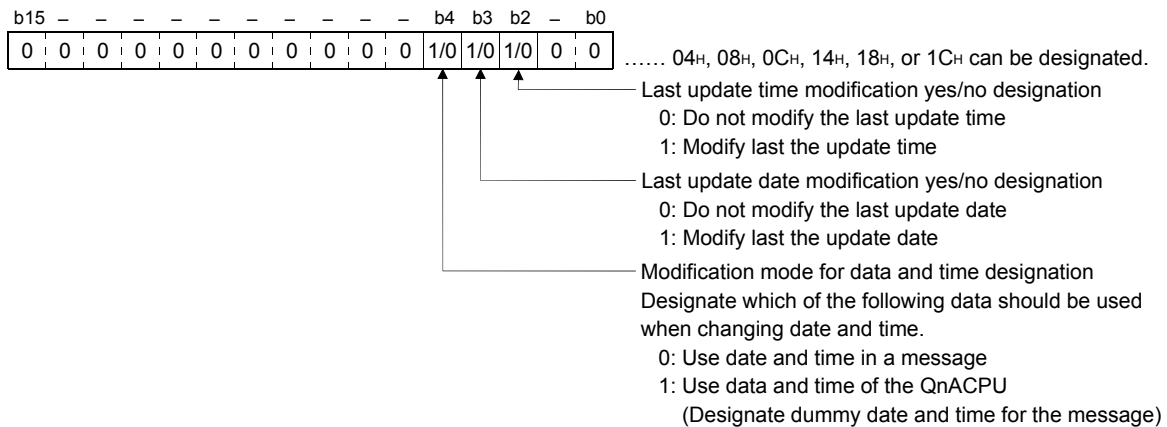 b15 – – – – – – – – – – b4 b3 b2 – b0
0 0 0 0 0 0 0 0 0 0 0 1/0 1/0 1/0 0 0 …… 04H, 08H, 0CH, 14H, 18H, or 1CH can be designated.
Last update time modification yes/no designation
0: Do not modify the last update time
1: Modify last the update time
Last update date modification yes/no designation
0: Do not modify the last update date
1: Modify last the update date
Modification mode for data and time designation
Designate which of the following data should be used
when changing date and time.
0: Use date and time in a message
1: Use data and time of the QnACPU
(Designate dummy date and time for the message)